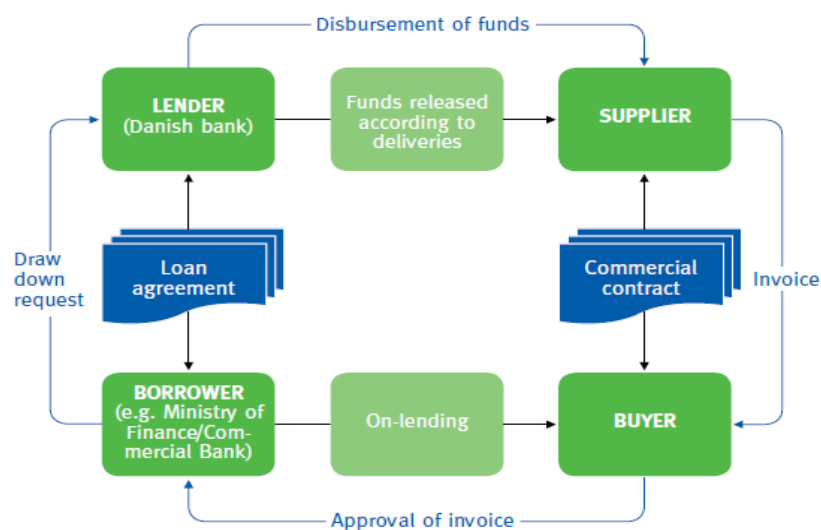 Disbursement of funds
LENDER
(Danish bank)
Funds released
according to
deliveries
SUPPLIER
Draw
down
request
Loan
agreement
Commercial
contract
Invoice
BORROWER
(e.g. Ministry of
Finance/Com-
mercial Bank)
On-lending
BUYER
Approval of invoice